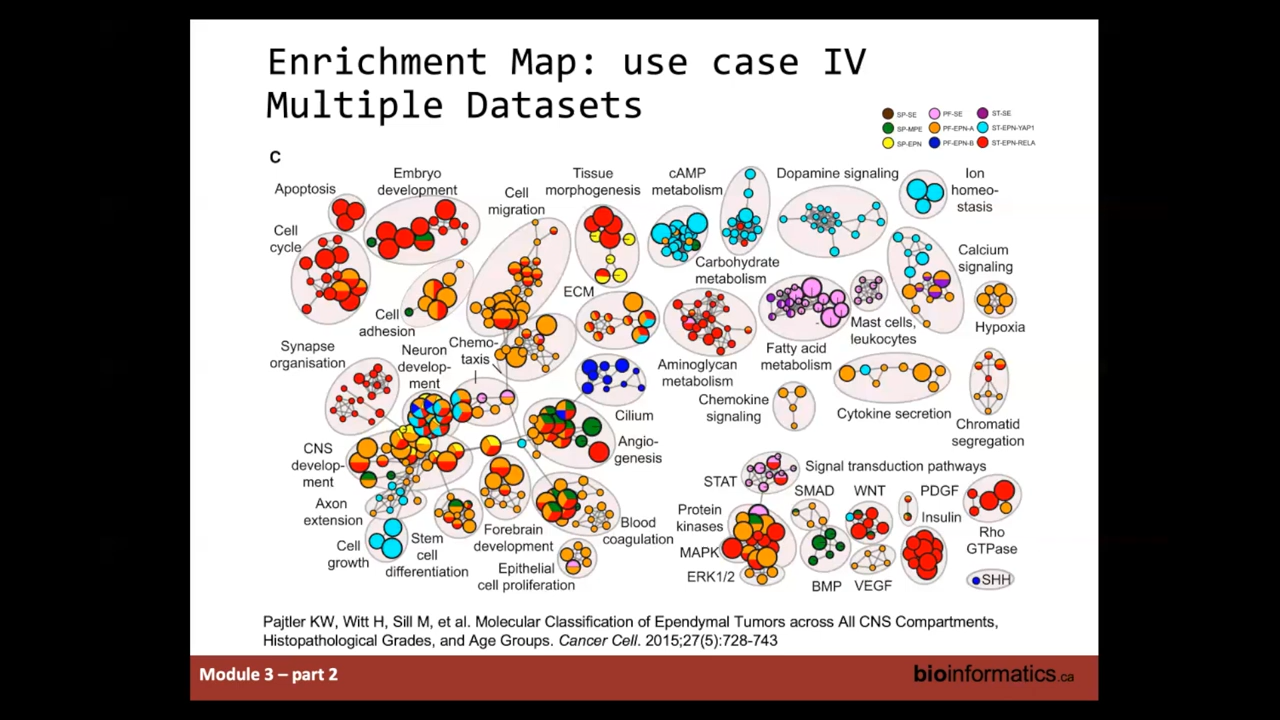 Enrichment Map: use case IV
Multiple Datasets
SP-SE
PF-SE
ST-SE
SP-MPE
PF-EPN-A
ST-EPN-YAP1
SP-EPN
PF-EPN-B
ST-EPN-RELA
C
Apoptosis
Embryo
development
Cell
migration
Tissue
morphogenesis
cAMP
metabolism
Dopamine signaling
Ion
homeo-
stasis
Cell
cycle
Carbohydrate
metabolism
Calcium
signaling
Cell
adhesion
ECM
Mast cells,
leukocytes
Hypoxia
Synapse
organisation
Neuron
develop-
ment
Chemo-
taxis
Aminoglycan
metabolism
Fatty acid
metabolism
Chemokine
signaling
Cilium
Cytokine secretion
Chromatid
segregation
Angio-
genesis
CNS
develop-
ment
Axon
extension
Cell
growth
Stem
cell
differentiation
Forebrain
development
Epithelial
cell proliferation
Blood
coagulation
Signal transduction pathways
STAT
SMAD
WNT
PDGF
Insulin
Protein
kinases
MAPK
ERK1/2
Rho
GTPase
BMP
VEGF
SHH
Pajtler KW, Witt H, Sill M, et al. Molecular Classification of Ependymal Tumors across All CNS Compartments,
Histopathological Grades, and Age Groups. Cancer Cell. 2015;27(5):728-743
Module 3 – part 2
bioinformatics.ca